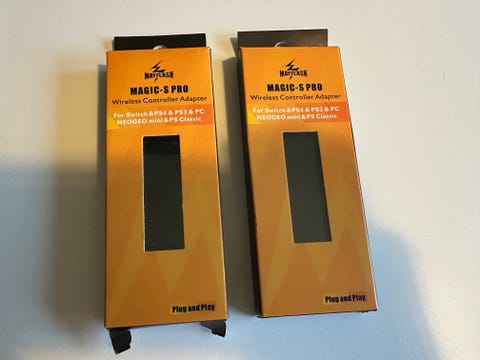 MAYFLASH
MAGIC-S PRO
Wireless Controller Adapter
For Switch & PS4 & PS3 & PC
NEOGEO mini & PS Classic
Plug and Play
MAYFLASH
MAGIC-S PRO
Wireless Controller Adapter
For Switch & PS4 & PS3 & PC
NEOGEO mini & PS Classic
Plug and Play